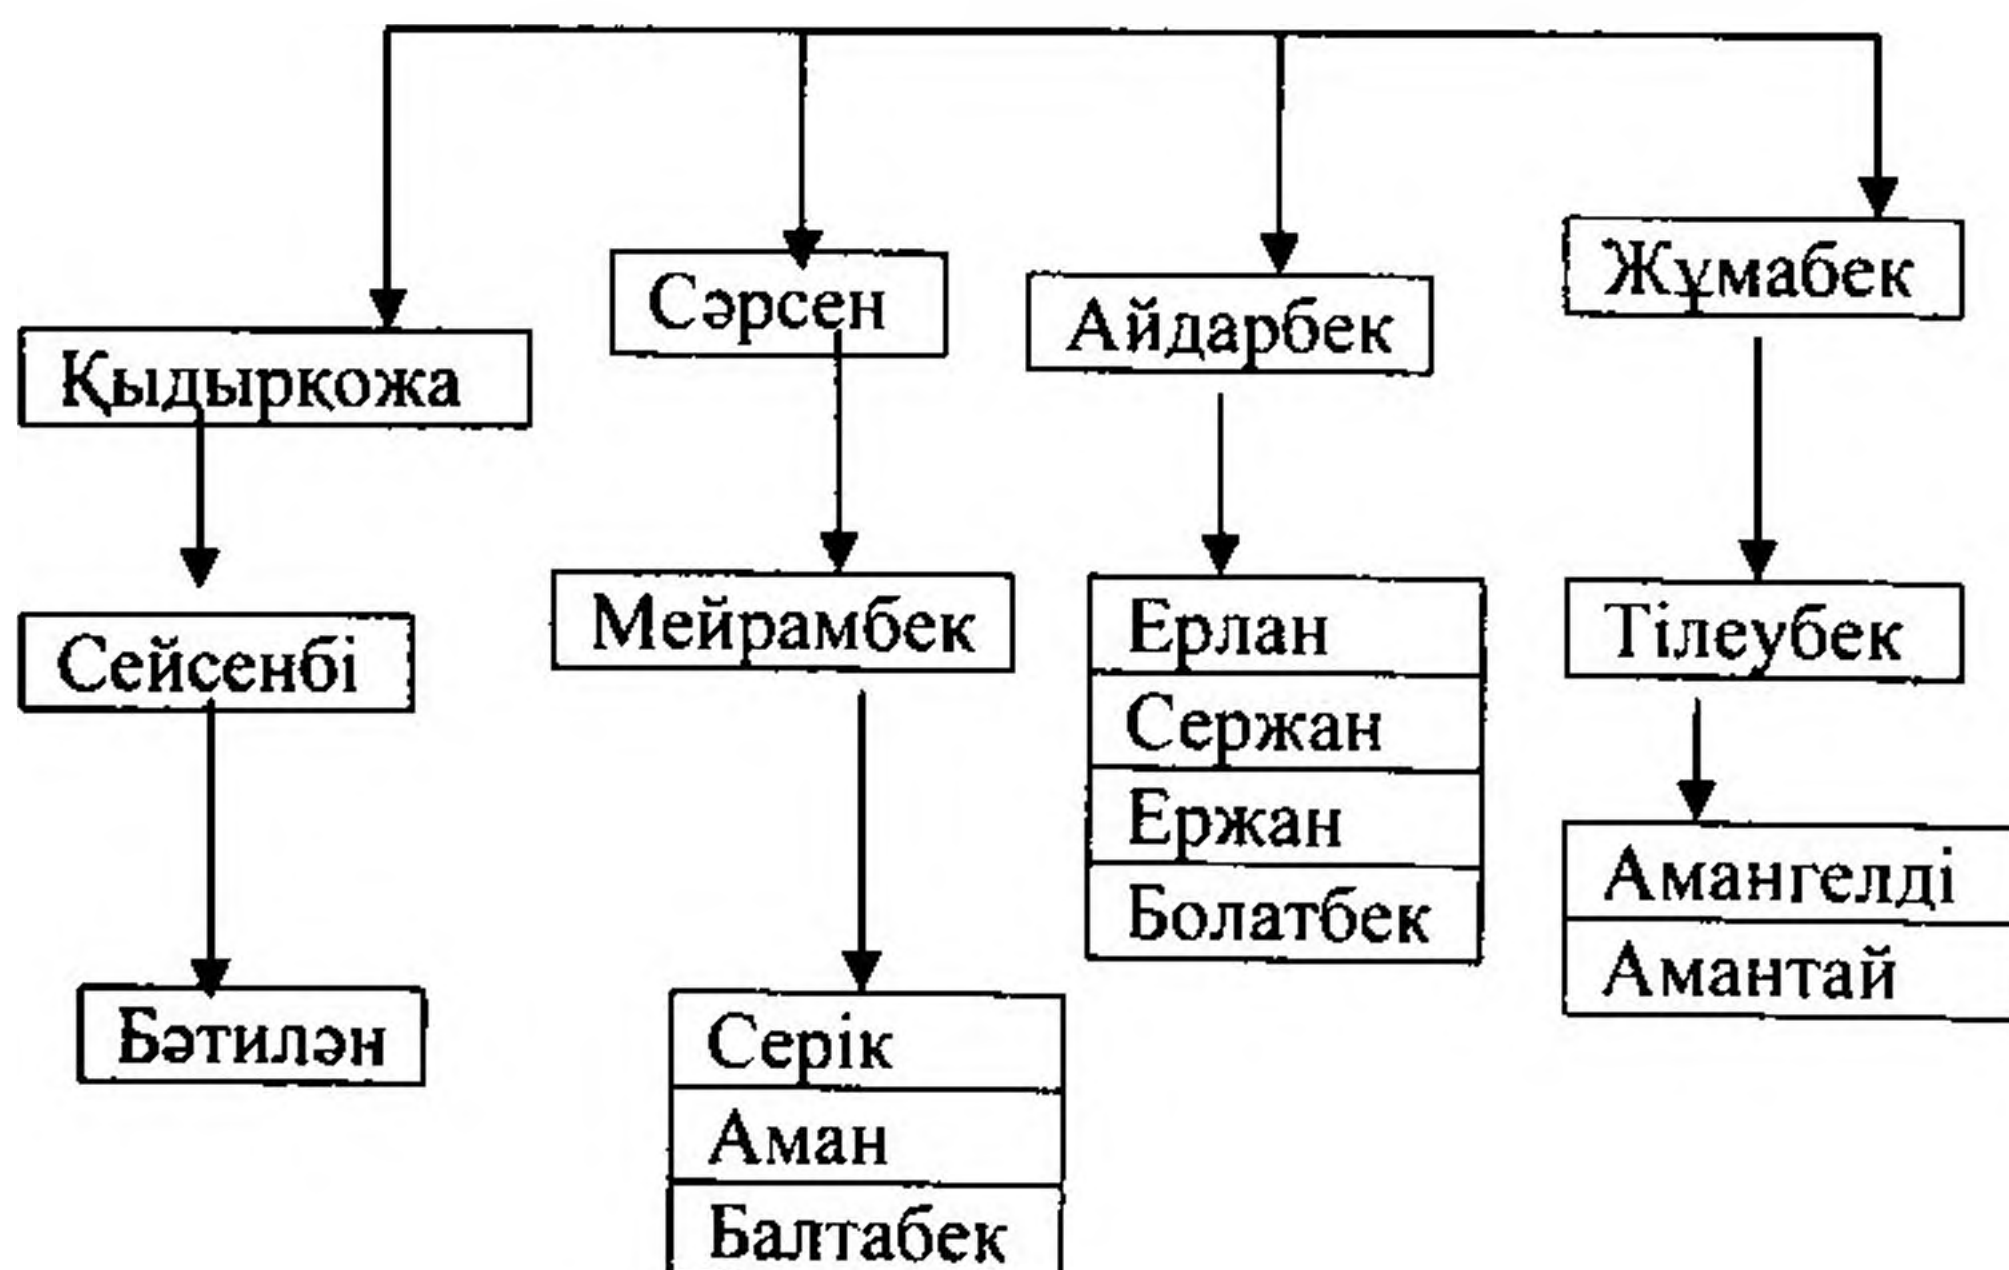 Қыдырқожа
Сәрсен
Айдарбек
Жұмабек
Сейсенбі
Мейрамбек
Ерлан
Сержан
Ержан
Болатбек
Тілеубек
Амангелді
Амантай
Бәтилән
Серік
Аман
Балтабек